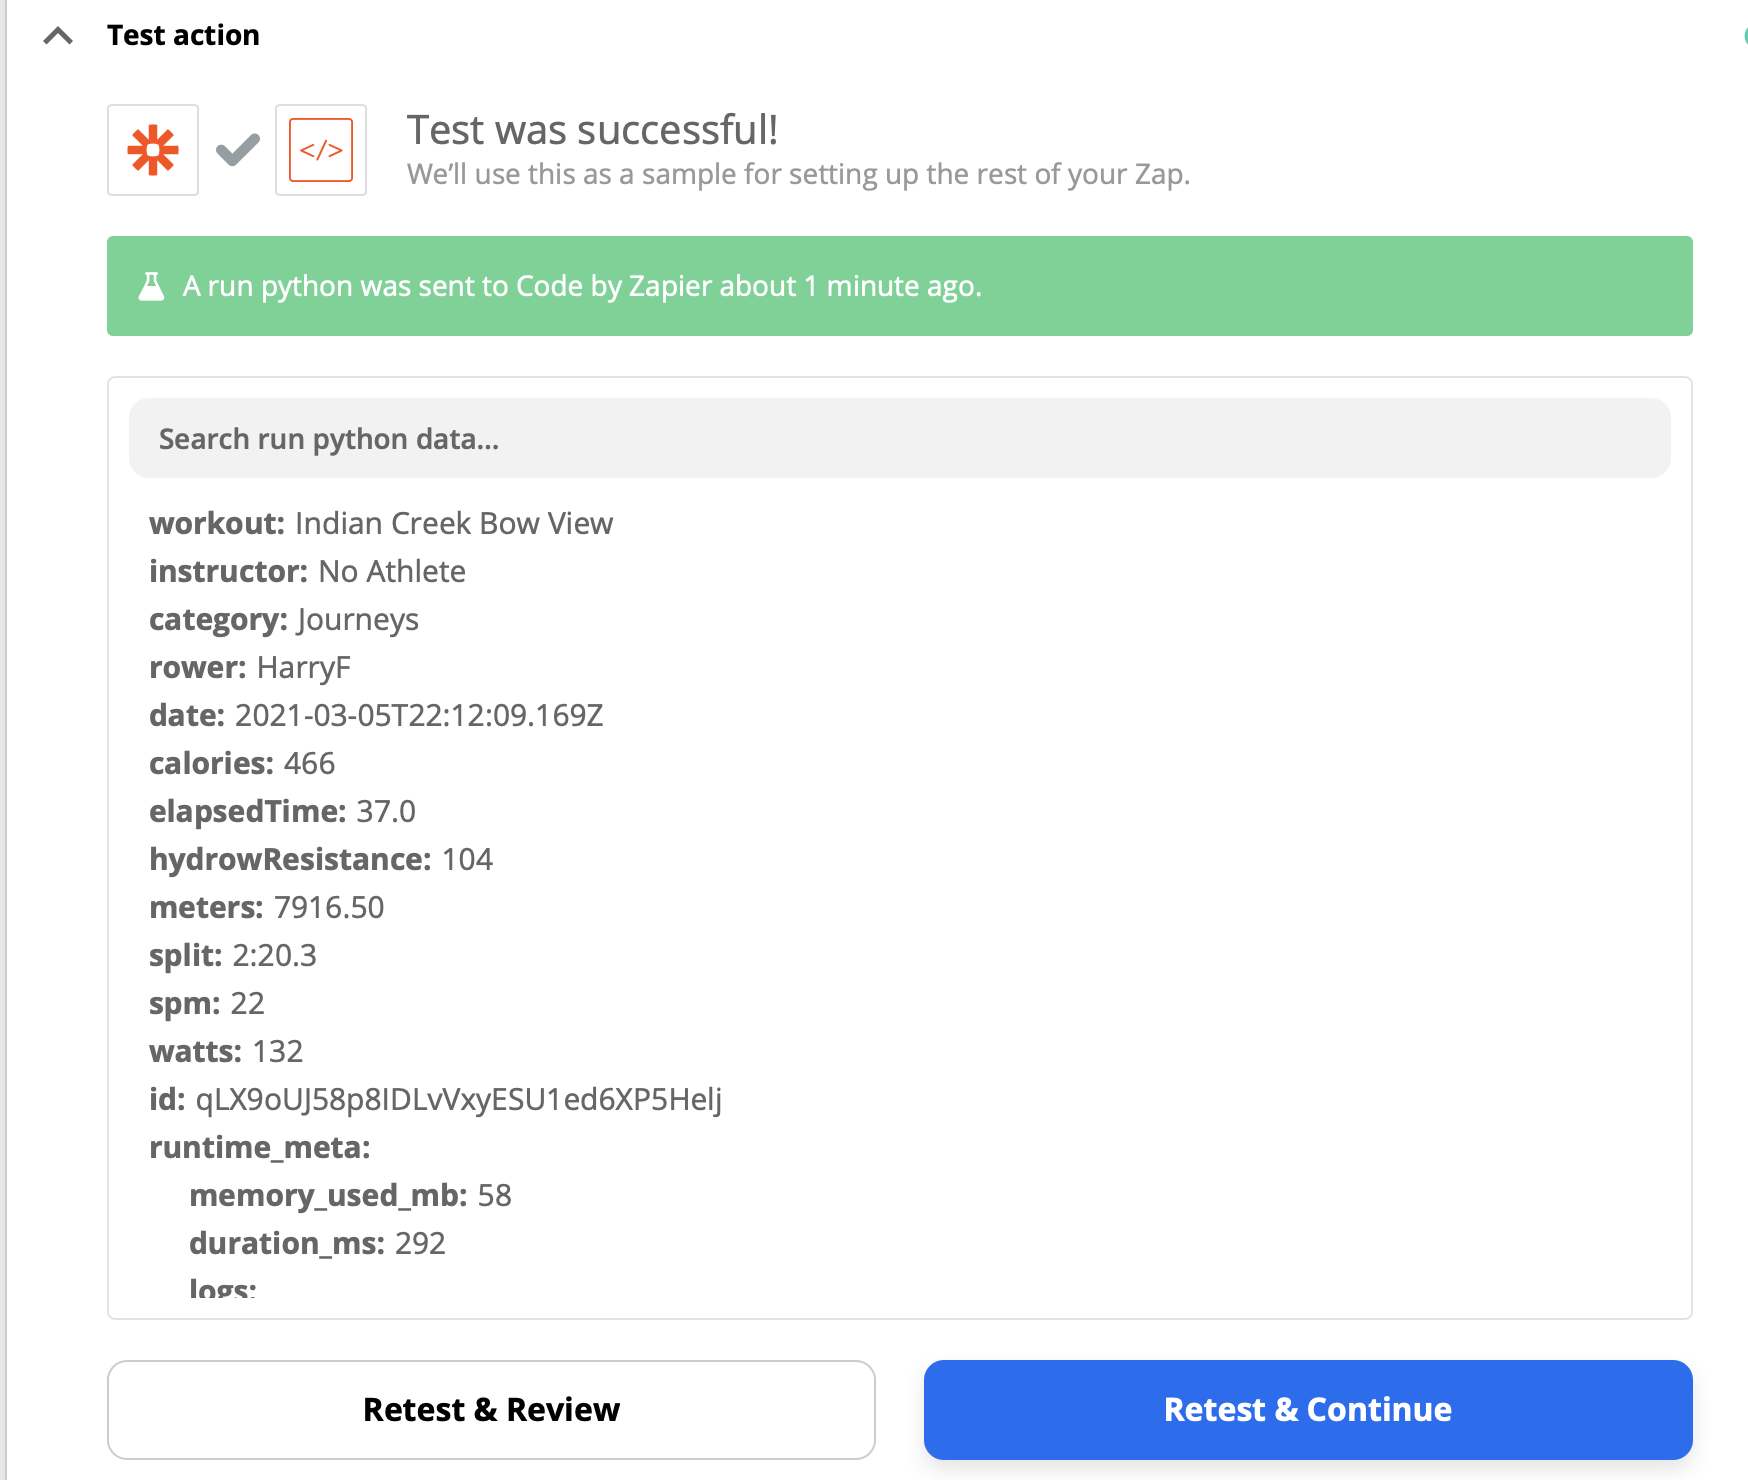 Test action
</>
Test was successful!
We'll use this as a sample for setting up the rest of your Zap.
A run python was sent to Code by Zapier about 1 minute ago.
Search run python data...
workout: Indian Creek Bow View
instructor: No Athlete
category: Journeys
rower: HarryF
date: 2021-03-05T22:12:09.169Z
calories: 466
elapsedTime: 37.0
hydrowResistance: 104
meters: 7916.50
split: 2:20.3
spm: 22
watts: 132
id: qLX9oUJ58p8IDLvVxyESU1ed6XP5Helj
runtime_meta:
memory_used_mb: 58
duration_ms: 292
logs:
Retest & Review
Retest & Continue